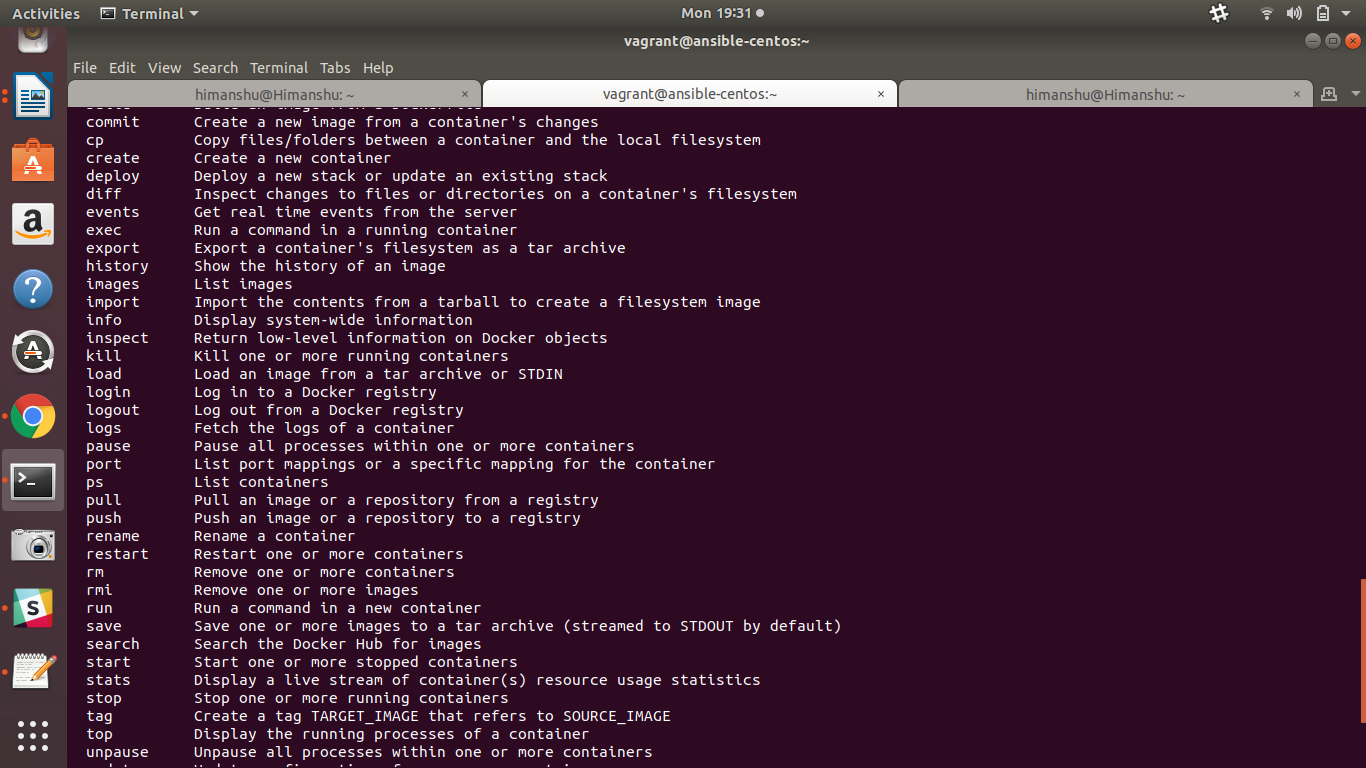 Activities Terminal Mon 19:31
vagrant@ansible-centos:~
File Edit View Search Terminal Tabs Help
himanshu@Himanshu: ~ × vagrant@ansible-centos:~ × himanshu@Himanshu: ~ ×
commit Create a new image from a container's changes
cp Copy files/folders between a container and the local filesystem
create Create a new container
deploy Deploy a new stack or update an existing stack
diff Inspect changes to files or directories on a container's filesystem
events Get real time events from the server
exec Run a command in a running container
export Export a container's filesystem as a tar archive
history Show the history of an image
images List images
import Import the contents from a tarball to create a filesystem image
info Display system-wide information
inspect Return low-level information on Docker objects
kill Kill one or more running containers
load Load an image from a tar archive or STDIN
login Log in to a Docker registry
logout Log out from a Docker registry
logs Fetch the logs of a container
pause Pause all processes within one or more containers
port List port mappings or a specific mapping for the container
ps List containers
pull Pull an image or a repository from a registry
push Push an image or a repository to a registry
rename Rename a container
restart Restart one or more containers
rm Remove one or more containers
rmi Remove one or more images
run Run a command in a new container
save Save one or more images to a tar archive (streamed to STDOUT by default)
search Search the Docker Hub for images
start Start one or more stopped containers
stats Display a live stream of container(s) resource usage statistics
stop Stop one or more running containers
tag Create a tag TARGET_IMAGE that refers to SOURCE_IMAGE
top Display the running processes of a container
unpause Unpause all processes within one or more containers